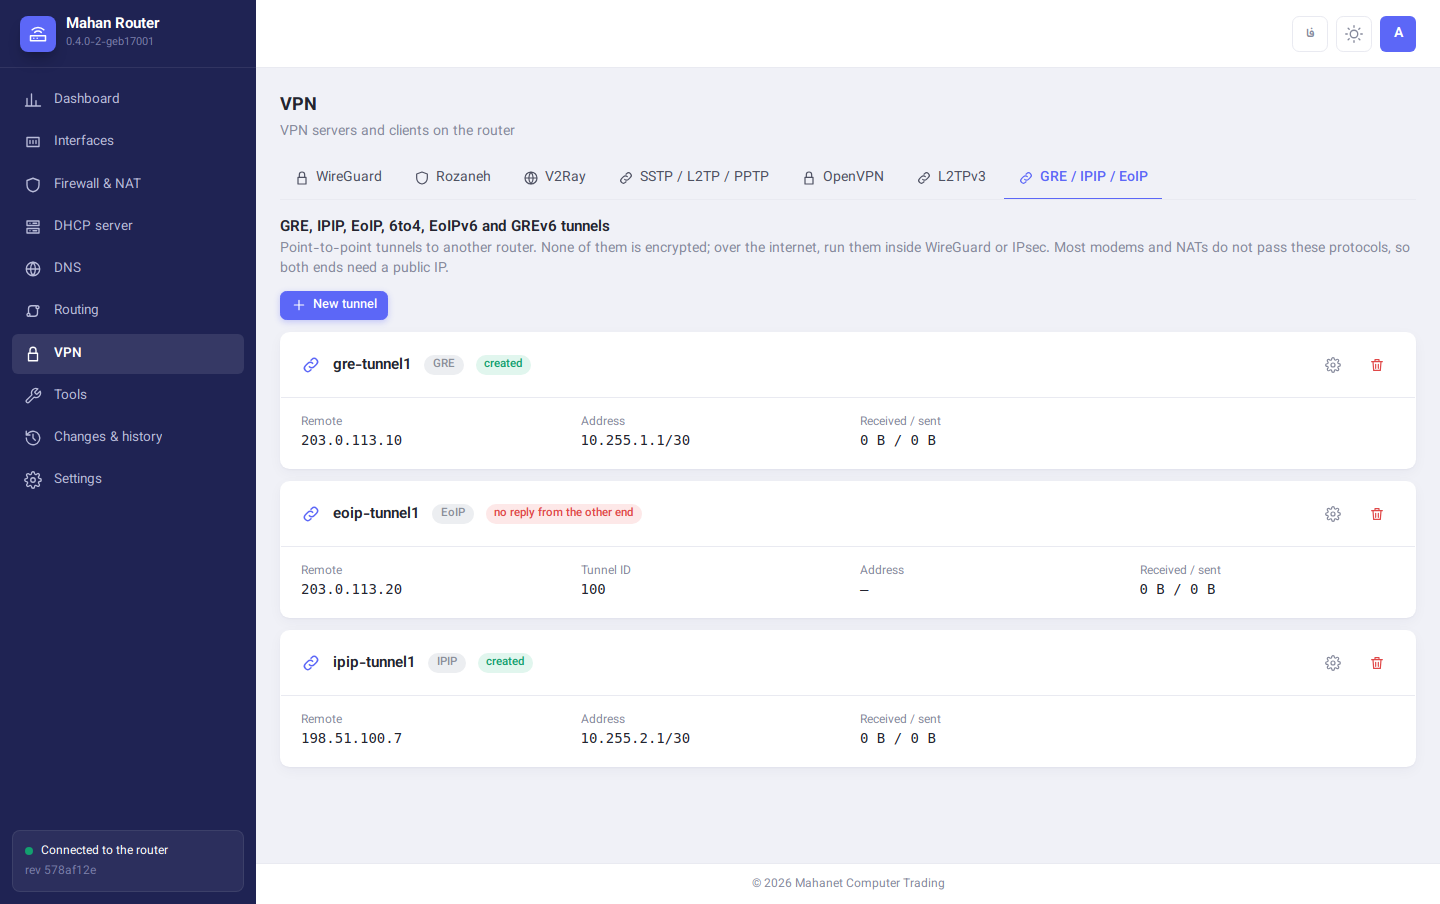 Mahan Router
0.4.0-2-geb17001
فا
A
Dashboard
Interfaces
Firewall & NAT
DHCP server
DNS
Routing
VPN
Tools
Changes & history
Settings
Connected to the router
rev 578af12e
VPN
VPN servers and clients on the router
WireGuard
Rozaneh
V2Ray
SSTP / L2TP / PPTP
OpenVPN
L2TPv3
GRE / IPIP / EoIP
GRE, IPIP, EoIP, 6to4, EoIPv6 and GREv6 tunnels
Point-to-point tunnels to another router. None of them is encrypted; over the internet, run them inside WireGuard or IPsec. Most modems and NATs do not pass these protocols, so
both ends need a public IP.
New tunnel
gre-tunnel1 GRE created
Remote Address Received / sent
203.0.113.10 10.255.1.1/30 0 B / 0 B
eoip-tunnel1 EoIP no reply from the other end
Remote Tunnel ID Address Received / sent
203.0.113.20 100 — 0 B / 0 B
ipip-tunnel1 IPIP created
Remote Address Received / sent
198.51.100.7 10.255.2.1/30 0 B / 0 B
© 2026 Mahanet Computer Trading